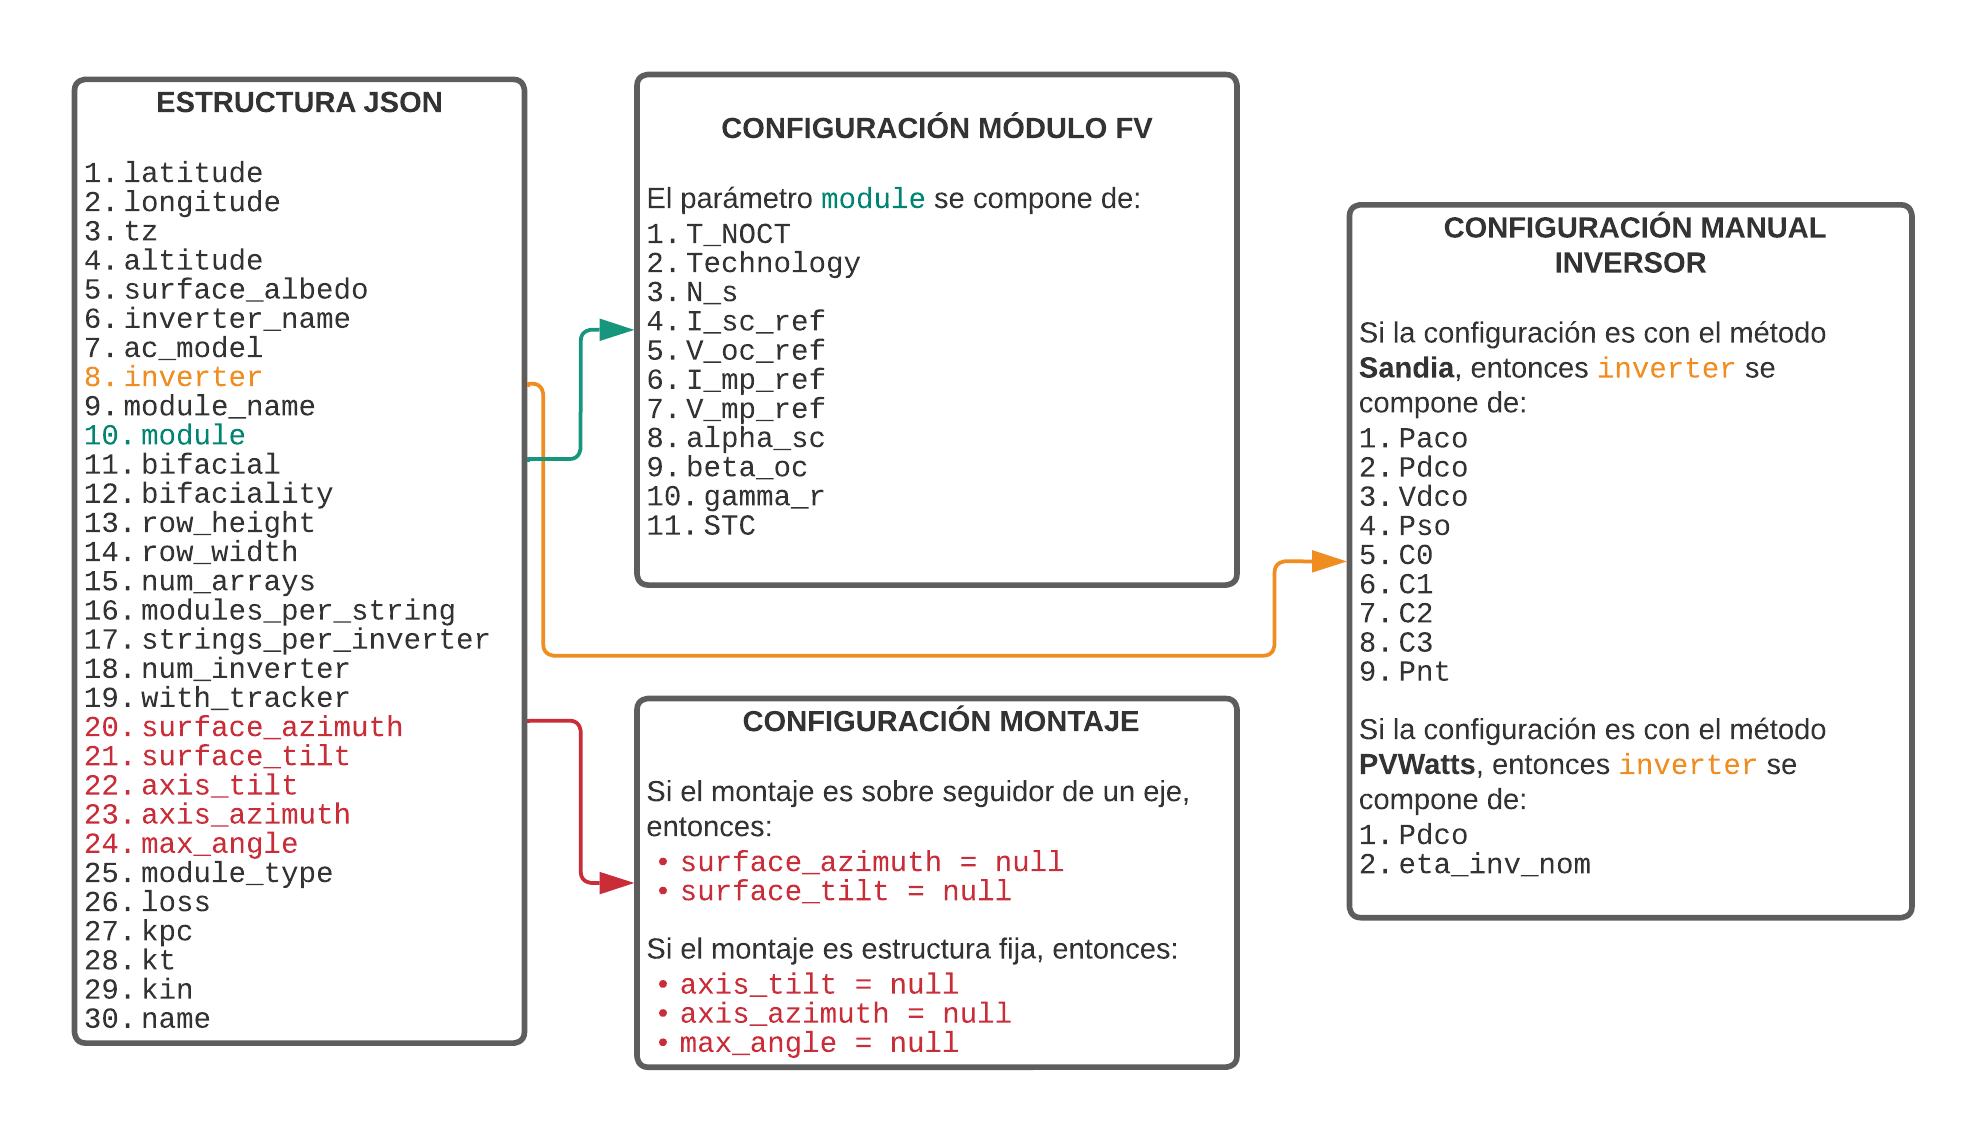 ESTRUCTURA JSON
1. latitude
2. longitude
3. tz
4. altitude
5. surface_albedo
6. inverter_name
7. ac_model
8. inverter
9. module_name
10. module
11. bifacial
12. bifaciality
13. row_height
14. row_width
15. num_arrays
16. modules_per_string
17. strings_per_inverter
18. num_inverter
19. with_tracker
20. surface_azimuth
21. surface_tilt
22. axis_tilt
23. axis_azimuth
24. max_angle
25. module_type
26. loss
27. kpc
28. kt
29. kin
30. name
CONFIGURACIÓN MÓDULO FV
El parámetro module se compone de:
1. T_NOCT
2. Technology
3. N_s
4. I_sc_ref
5. V_oc_ref
6. I_mp_ref
7. V_mp_ref
8. alpha_sc
9. beta_oc
10. gamma_r
11. STC
CONFIGURACIÓN MONTAJE
Si el montaje es sobre seguidor de un eje,
entonces:
• surface_azimuth = null
• surface_tilt = null
Si el montaje es estructura fija, entonces:
• axis_tilt = null
• axis_azimuth = null
• max_angle = null
CONFIGURACIÓN MANUAL
INVERSOR
Si la configuración es con el método
Sandia, entonces inverter se
compone de:
1. Paco
2. Pdco
3. Vdco
4. Pso
5. C0
6. C1
7. C2
8. C3
9. Pnt
Si la configuración es con el método
PVWatts, entonces inverter se
compone de:
1. Pdco
2. eta_inv_nom